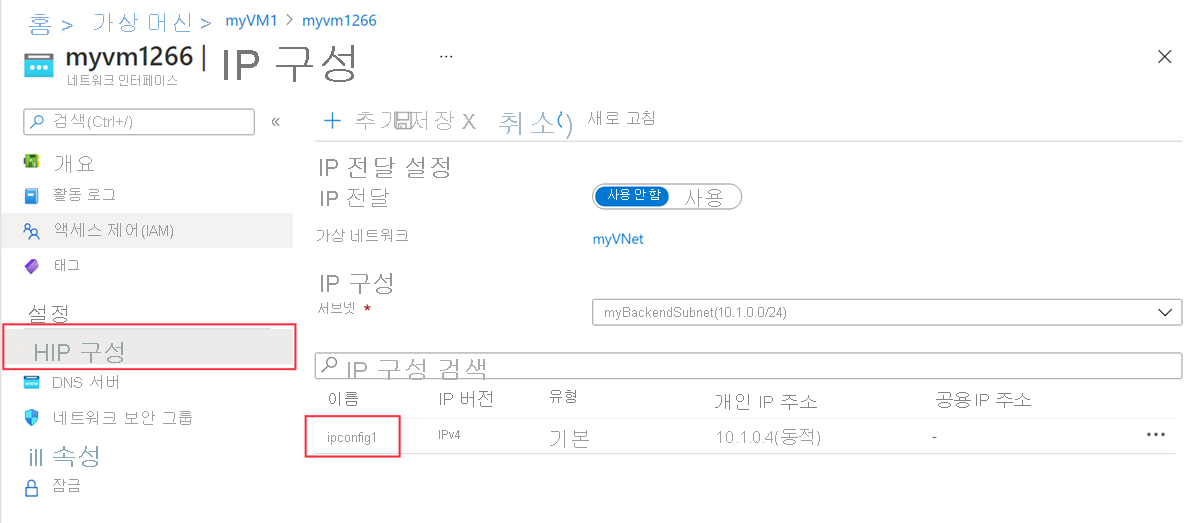 홈 > 가상 머신 > myVM1 > myvm1266
myvm1266 | IP 구성 ...
네트워크 인터페이스
검색(Ctrl+/) «
+ 추가 저장 X 취소 새로 고침
개요
활동 로그
액세스 제어(IAM)
태그
설정
HIP 구성
DNS 서버
네트워크 보안 그룹
ill 속성
잠금
IP 전달 설정
IP 전달 사용 안 함 사용
가상 네트워크 myVNet
IP 구성
서브넷 * myBackendSubnet(10.1.0.0/24)
IP 구성 검색
이름 IP 버전 유형 개인 IP 주소 공용 IP 주소
ipconfig1 IPv4 기본 10.1.0.4(동적) - ...